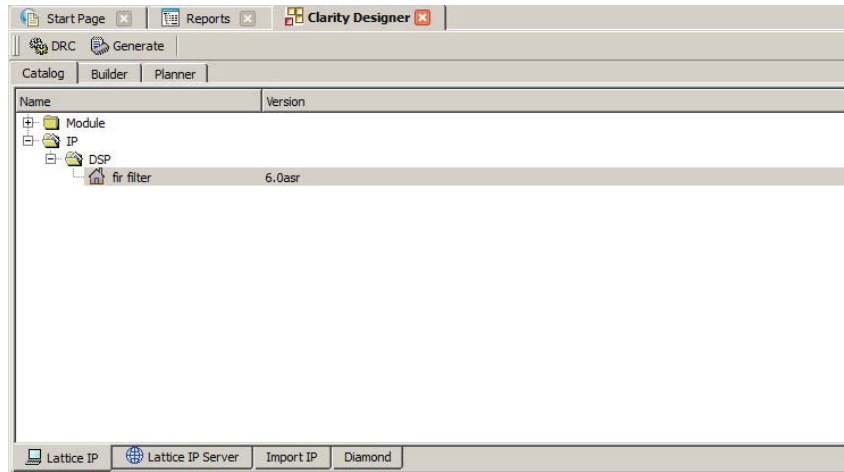 Start Page Reports Clarity Designer
DRC Generate
Catalog Builder Planner
Name Version
Module
IP
DSP
fir filter 6.0asr
Lattice IP Lattice IP Server Import IP Diamond